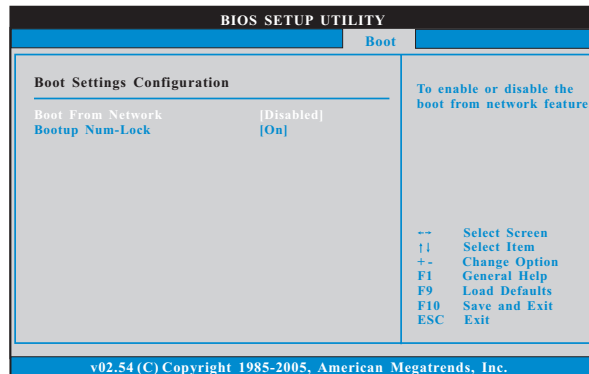 BIOS SETUP UTILITY
Boot
Boot Settings Configuration
Boot From Network [Disabled]
Bootup Num-Lock [On]
To enable or disable the
boot from network feature
←→ Select Screen
↑↓ Select Item
+ - Change Option
F1 General Help
F9 Load Defaults
F10 Save and Exit
ESC Exit
v02.54 (C) Copyright 1985-2005, American Megatrends, Inc.